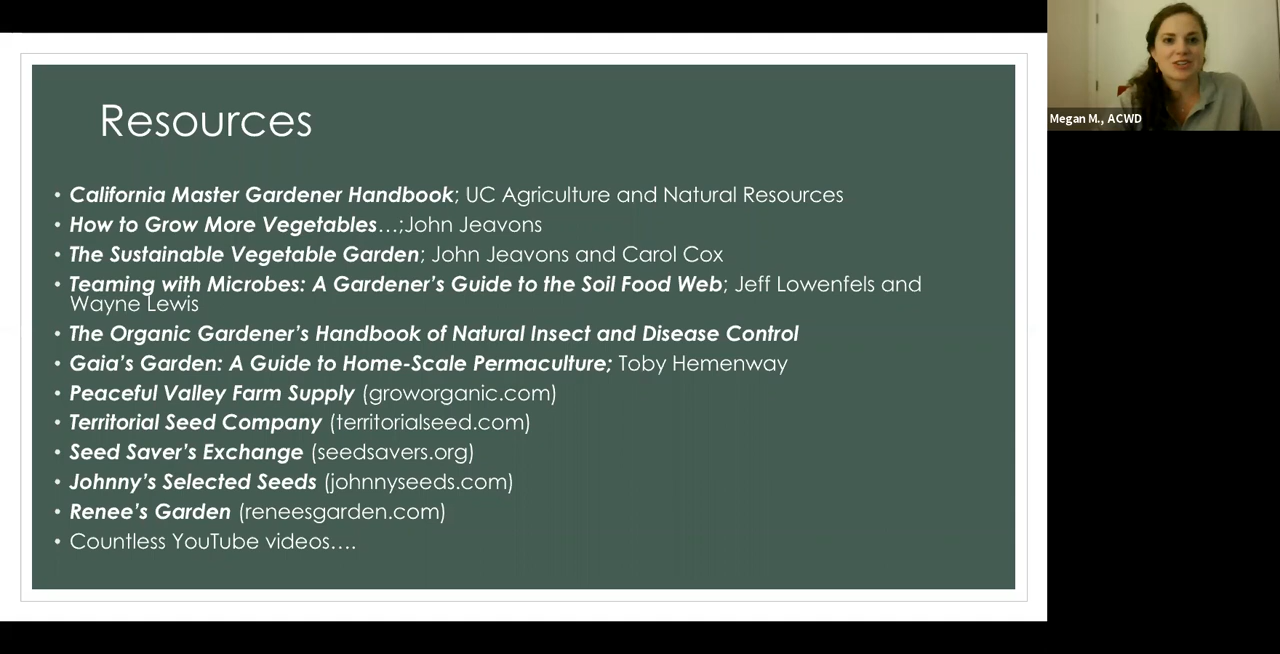 Resources
• California Master Gardener Handbook; UC Agriculture and Natural Resources
• How to Grow More Vegetables...;John Jeavons
• The Sustainable Vegetable Garden; John Jeavons and Carol Cox
• Teaming with Microbes: A Gardener's Guide to the Soil Food Web; Jeff Lowenfels and
Wayne Lewis
• The Organic Gardener's Handbook of Natural Insect and Disease Control
• Gaia's Garden: A Guide to Home-Scale Permaculture; Toby Hemenway
• Peaceful Valley Farm Supply (groworganic.com)
• Territorial Seed Company (territorialseed.com)
• Seed Saver's Exchange (seedsavers.org)
• Johnny's Selected Seeds (johnnyseeds.com)
• Renee's Garden (reneesgarden.com)
• Countless YouTube videos....
Megan M., ACWD